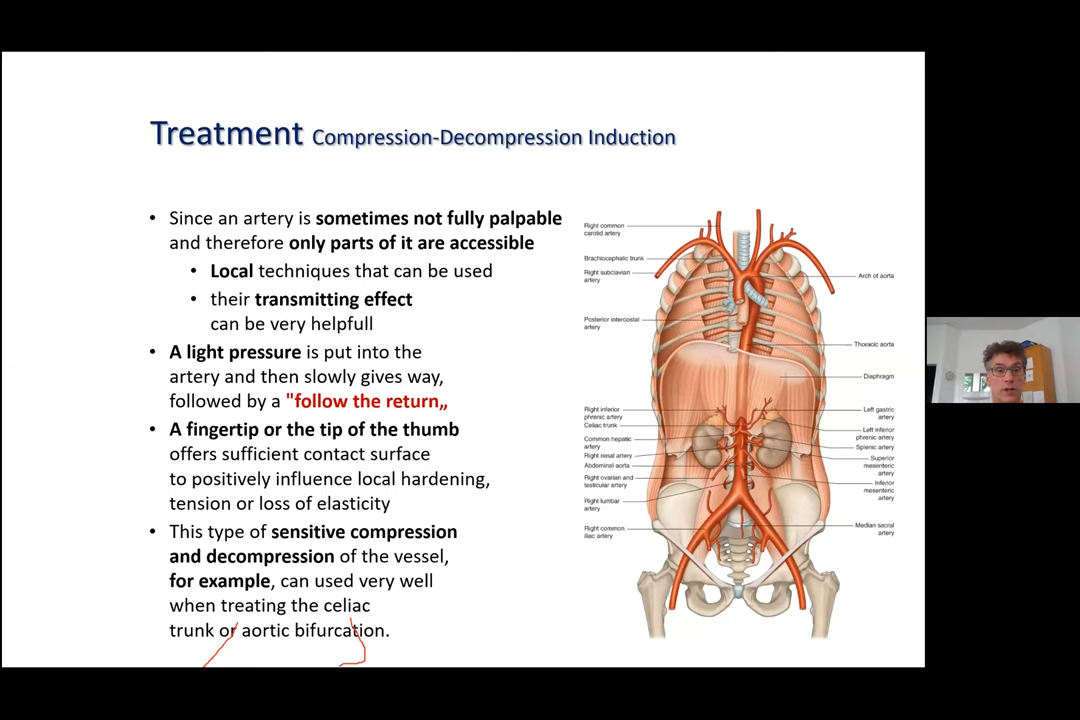 Treatment Compression-Decompression Induction
• Since an artery is sometimes not fully palpable
and therefore only parts of it are accessible
• Local techniques that can be used
• their transmitting effect
can be very helpfull
• A light pressure is put into the
artery and then slowly gives way,
followed by a "follow the return„
• A fingertip or the tip of the thumb
offers sufficient contact surface
to positively influence local hardening,
tension or loss of elasticity
• This type of sensitive compression
and decompression of the vessel,
for example, can used very well
when treating the celiac
trunk or aortic bifurcation.
Right common
carotid artery
Brachiocephalic trunk
Right subclavian
artery
Posterior intercostal
artery
Right inferior
phrenic artery
Celiac trunk
Common hepatic
artery
Right renal artery
Abdominal aorta
Right ovarian and
testicular artery
Right lumbar
artery
Right common
iliac artery
Arch of aorta
Thoracic aorta
Diaphragm
Left gastric
artery
Left inferior
phrenic artery
Splenic artery
Superior
mesenteric
artery
Inferior
mesenteric
artery
Median sacral
artery